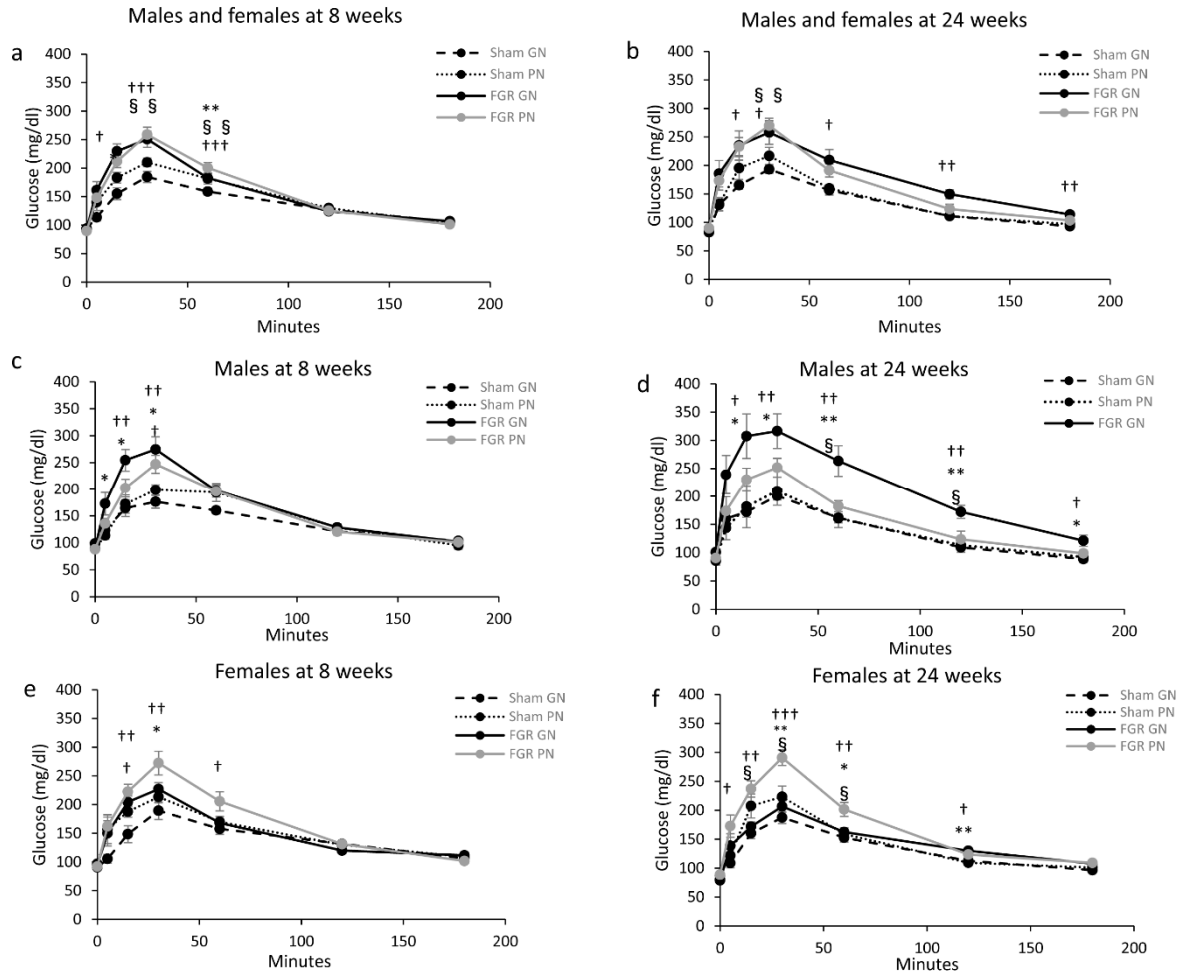 Males and females at 8 weeks
a
Sham GN
Sham PN
FGR GN
FGR PN
†††
§ §
†
**
§ §
†††
Glucose (mg/dl)
400
350
300
250
200
150
100
50
0
0 50 100 150 200
Minutes
Males and females at 24 weeks
b
Sham GN
Sham PN
FGR GN
FGR PN
§ §
† † †
††
††
Glucose (mg/dl)
400
350
300
250
200
150
100
50
0
0 50 100 150 200
Minutes
Males at 8 weeks
c
Sham GN
Sham PN
FGR GN
FGR PN
††
*
†
††
*
*
Glucose (mg/dl)
400
350
300
250
200
150
100
50
0
0 50 100 150 200
Minutes
Males at 24 weeks
d
Sham GN
Sham PN
FGR GN
†
*
††
*
††
**
§
††
**
§
†
*
Glucose (mg/dl)
400
350
300
250
200
150
100
50
0
0 50 100 150 200
Minutes
Females at 8 weeks
e
Sham GN
Sham PN
FGR GN
FGR PN
††
†
††
*
†
Glucose (mg/dl)
400
350
300
250
200
150
100
50
0
0 50 100 150 200
Minutes
Females at 24 weeks
f
Sham GN
Sham PN
FGR GN
FGR PN
†
††
§
†††
**
§
††
*
§
†
**
Glucose (mg/dl)
400
350
300
250
200
150
100
50
0
0 50 100 150 200
Minutes